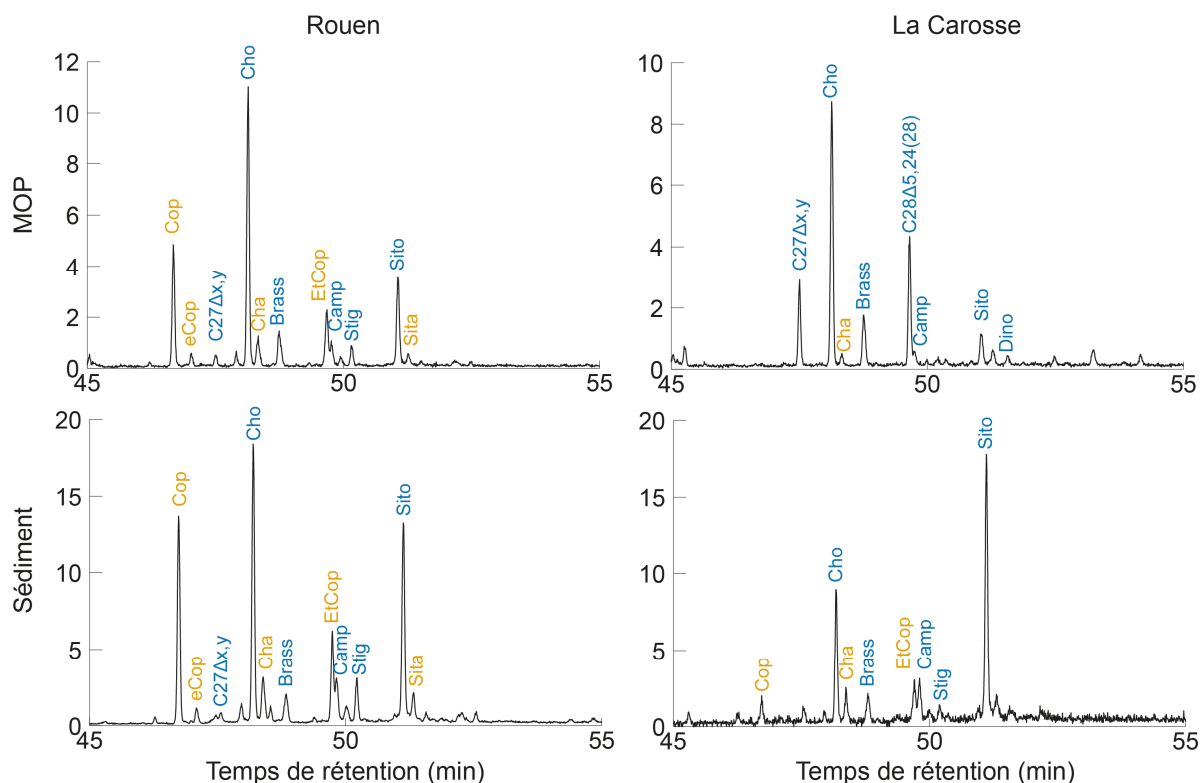 Rouen
La Carosse
MOP
12
10
8
6
4
2
0
45
50
55
Cop
eCop
C27Δx,y
Cho
Cha
Brass
EtCop
Camp
Stig
Sito
Sita
10
8
6
4
2
0
45
50
55
C27Δx,y
Cho
Cha
Brass
C28Δ5,24(28)
Camp
Sito
Dino
Sédiment
20
15
10
5
0
45
50
55
Cop
eCop
C27Δx,y
Cho
Cha
Brass
EtCop
Camp
Stig
Sito
Sita
Temps de rétention (min)
20
15
10
5
0
45
50
55
Cop
Cho
Cha
Brass
EtCop
Camp
Stig
Sito
Temps de rétention (min)